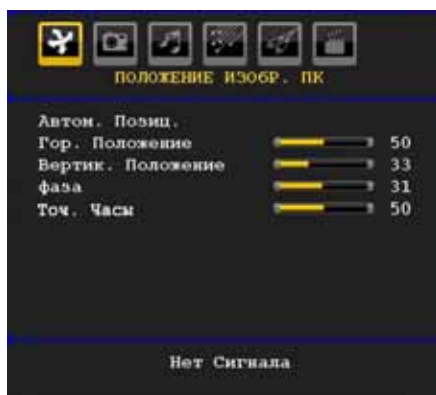 ПОЛОЖЕНИЕ ИЗОБР. ПК
Автом. Позиц.
Гор. Положение 50
Вертик. Положение 33
фаза 31
Точ. Часы 50
Нет Сигнала